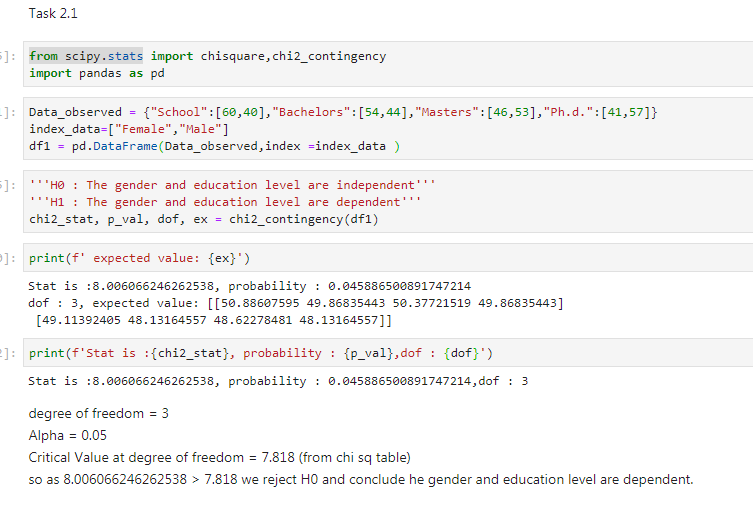 Task 2.1
]: from scipy.stats import chisquare,chi2_contingency
import pandas as pd
]: Data_observed = {"School":[60,40],"Bachelors":[54,44],"Masters":[46,53],"Ph.d.":[41,57]}
index_data=["Female","Male"]
df1 = pd.DataFrame(Data_observed,index =index_data )
]: '''H0 : The gender and education level are independent'''
'''H1 : The gender and education level are dependent'''
chi2_stat, p_val, dof, ex = chi2_contingency(df1)
]: print(f' expected value: {ex}')
Stat is :8.006066246262538, probability : 0.045886500891747214
dof : 3, expected value: [[50.88607595 49.86835443 50.37721519 49.86835443]
[49.11392405 48.13164557 48.62278481 48.13164557]]
]: print(f'Stat is :{chi2_stat}, probability : {p_val},dof : {dof}')
Stat is :8.006066246262538, probability : 0.045886500891747214,dof : 3
degree of freedom = 3
Alpha = 0.05
Critical Value at degree of freedom = 7.818 (from chi sq table)
so as 8.006066246262538 > 7.818 we reject H0 and conclude he gender and education level are dependent.